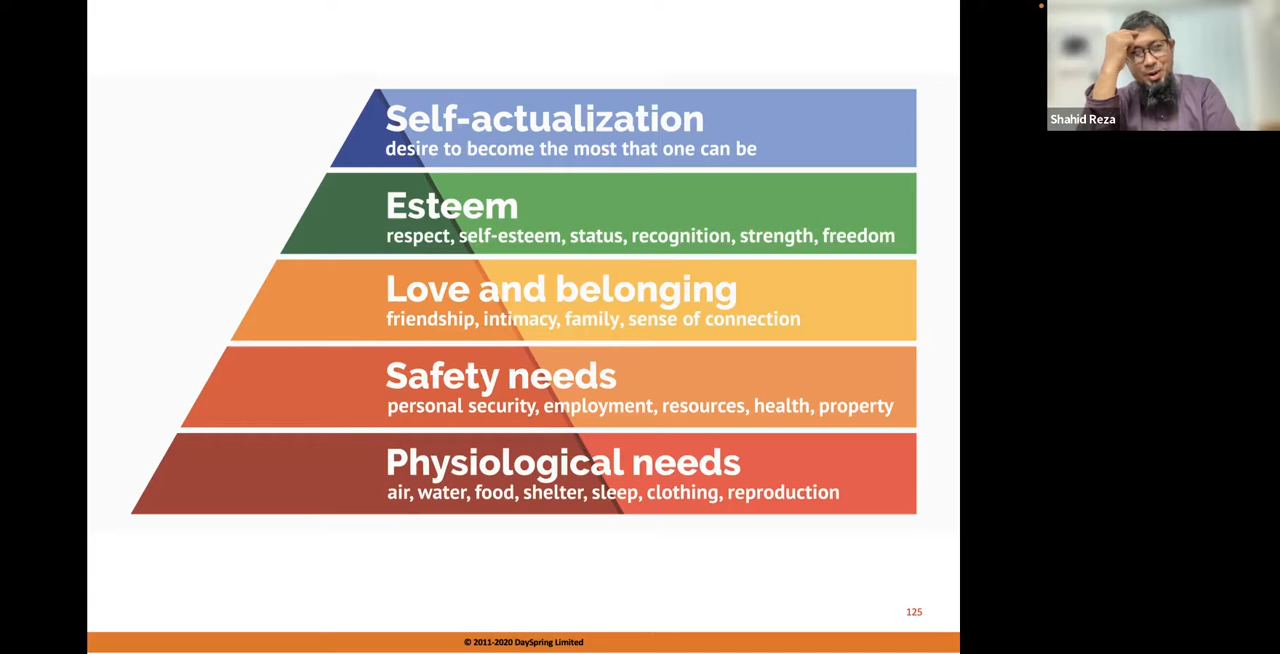 Self-actualization
desire to become the most that one can be
Esteem
respect, self-esteem, status, recognition, strength, freedom
Love and belonging
friendship, intimacy, family, sense of connection
Safety needs
personal security, employment, resources, health, property
Physiological needs
air, water, food, shelter, sleep, clothing, reproduction
125
© 2011-2020 DaySpring Limited
Shahid Reza